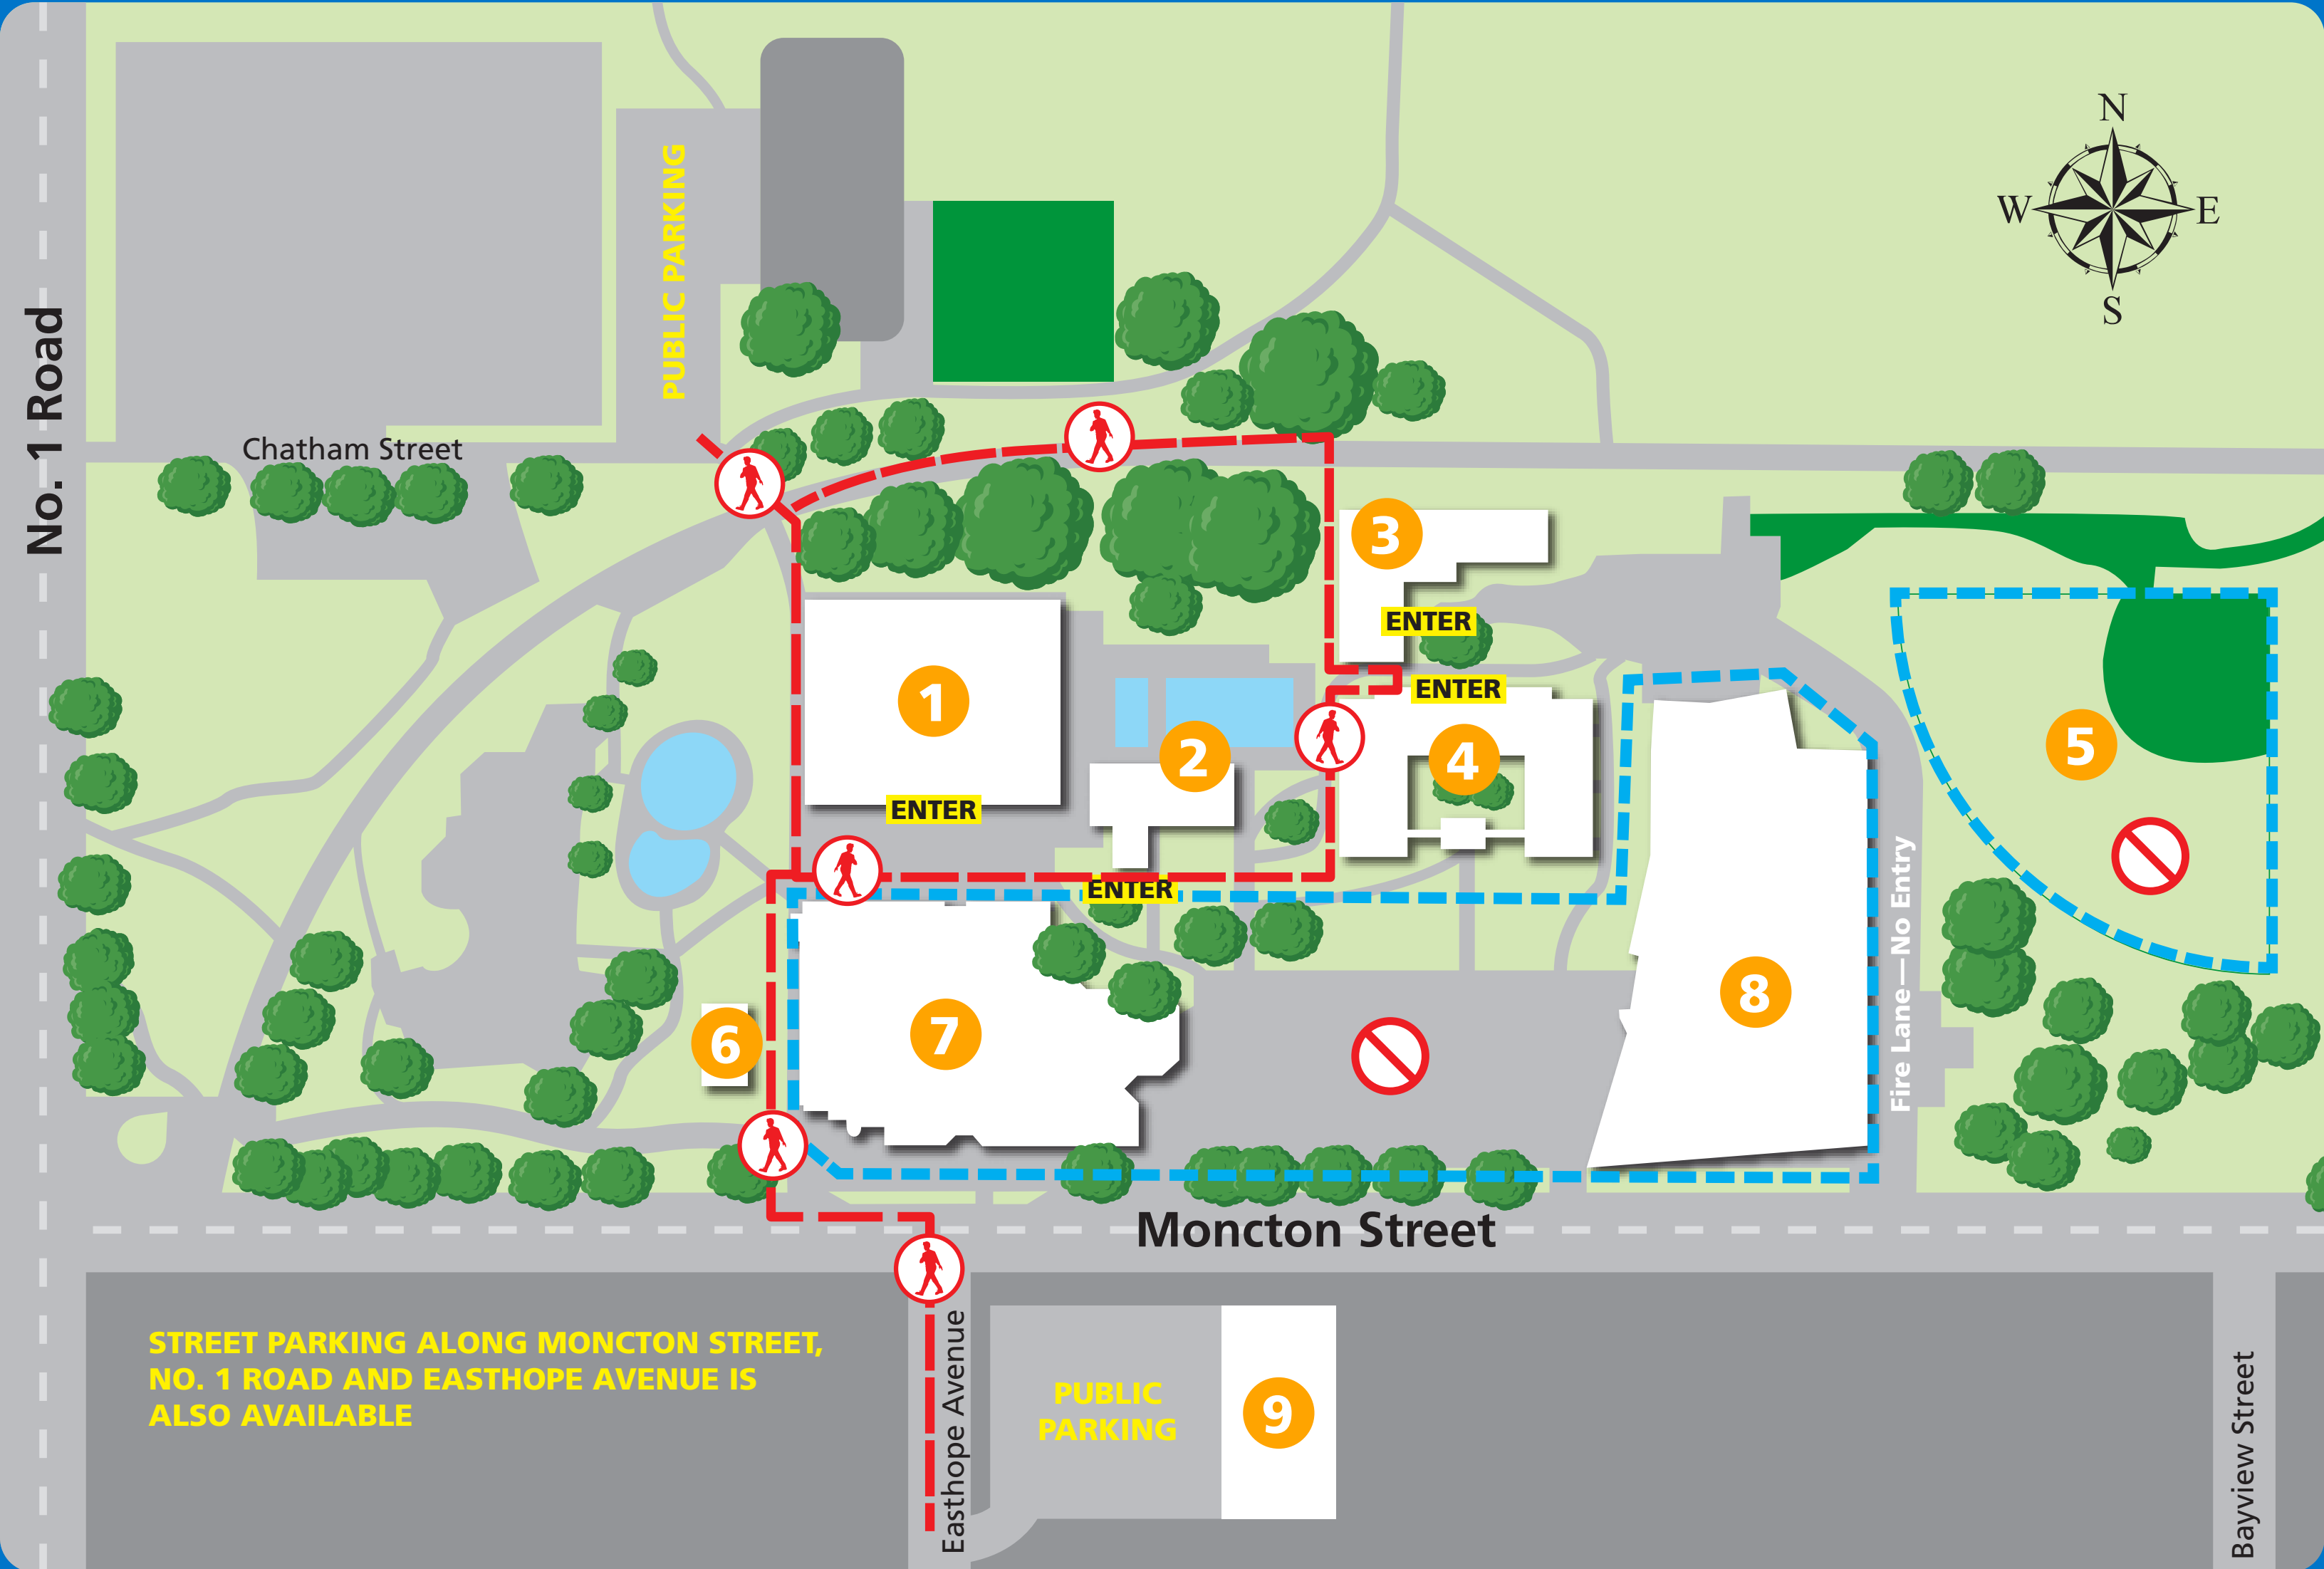 N
W
E
S
PUBLIC PARKING
No. 1 Road
Chatham Street
3
ENTER
ENTER
1
2
4
5
ENTER
ENTER
Fire Lane—No Entry
6
7
8
Moncton Street
STREET PARKING ALONG MONCTON STREET,
NO. 1 ROAD AND EASTHOPE AVENUE IS
ALSO AVAILABLE
Easthope Avenue
PUBLIC
PARKING
9
Bayview Street